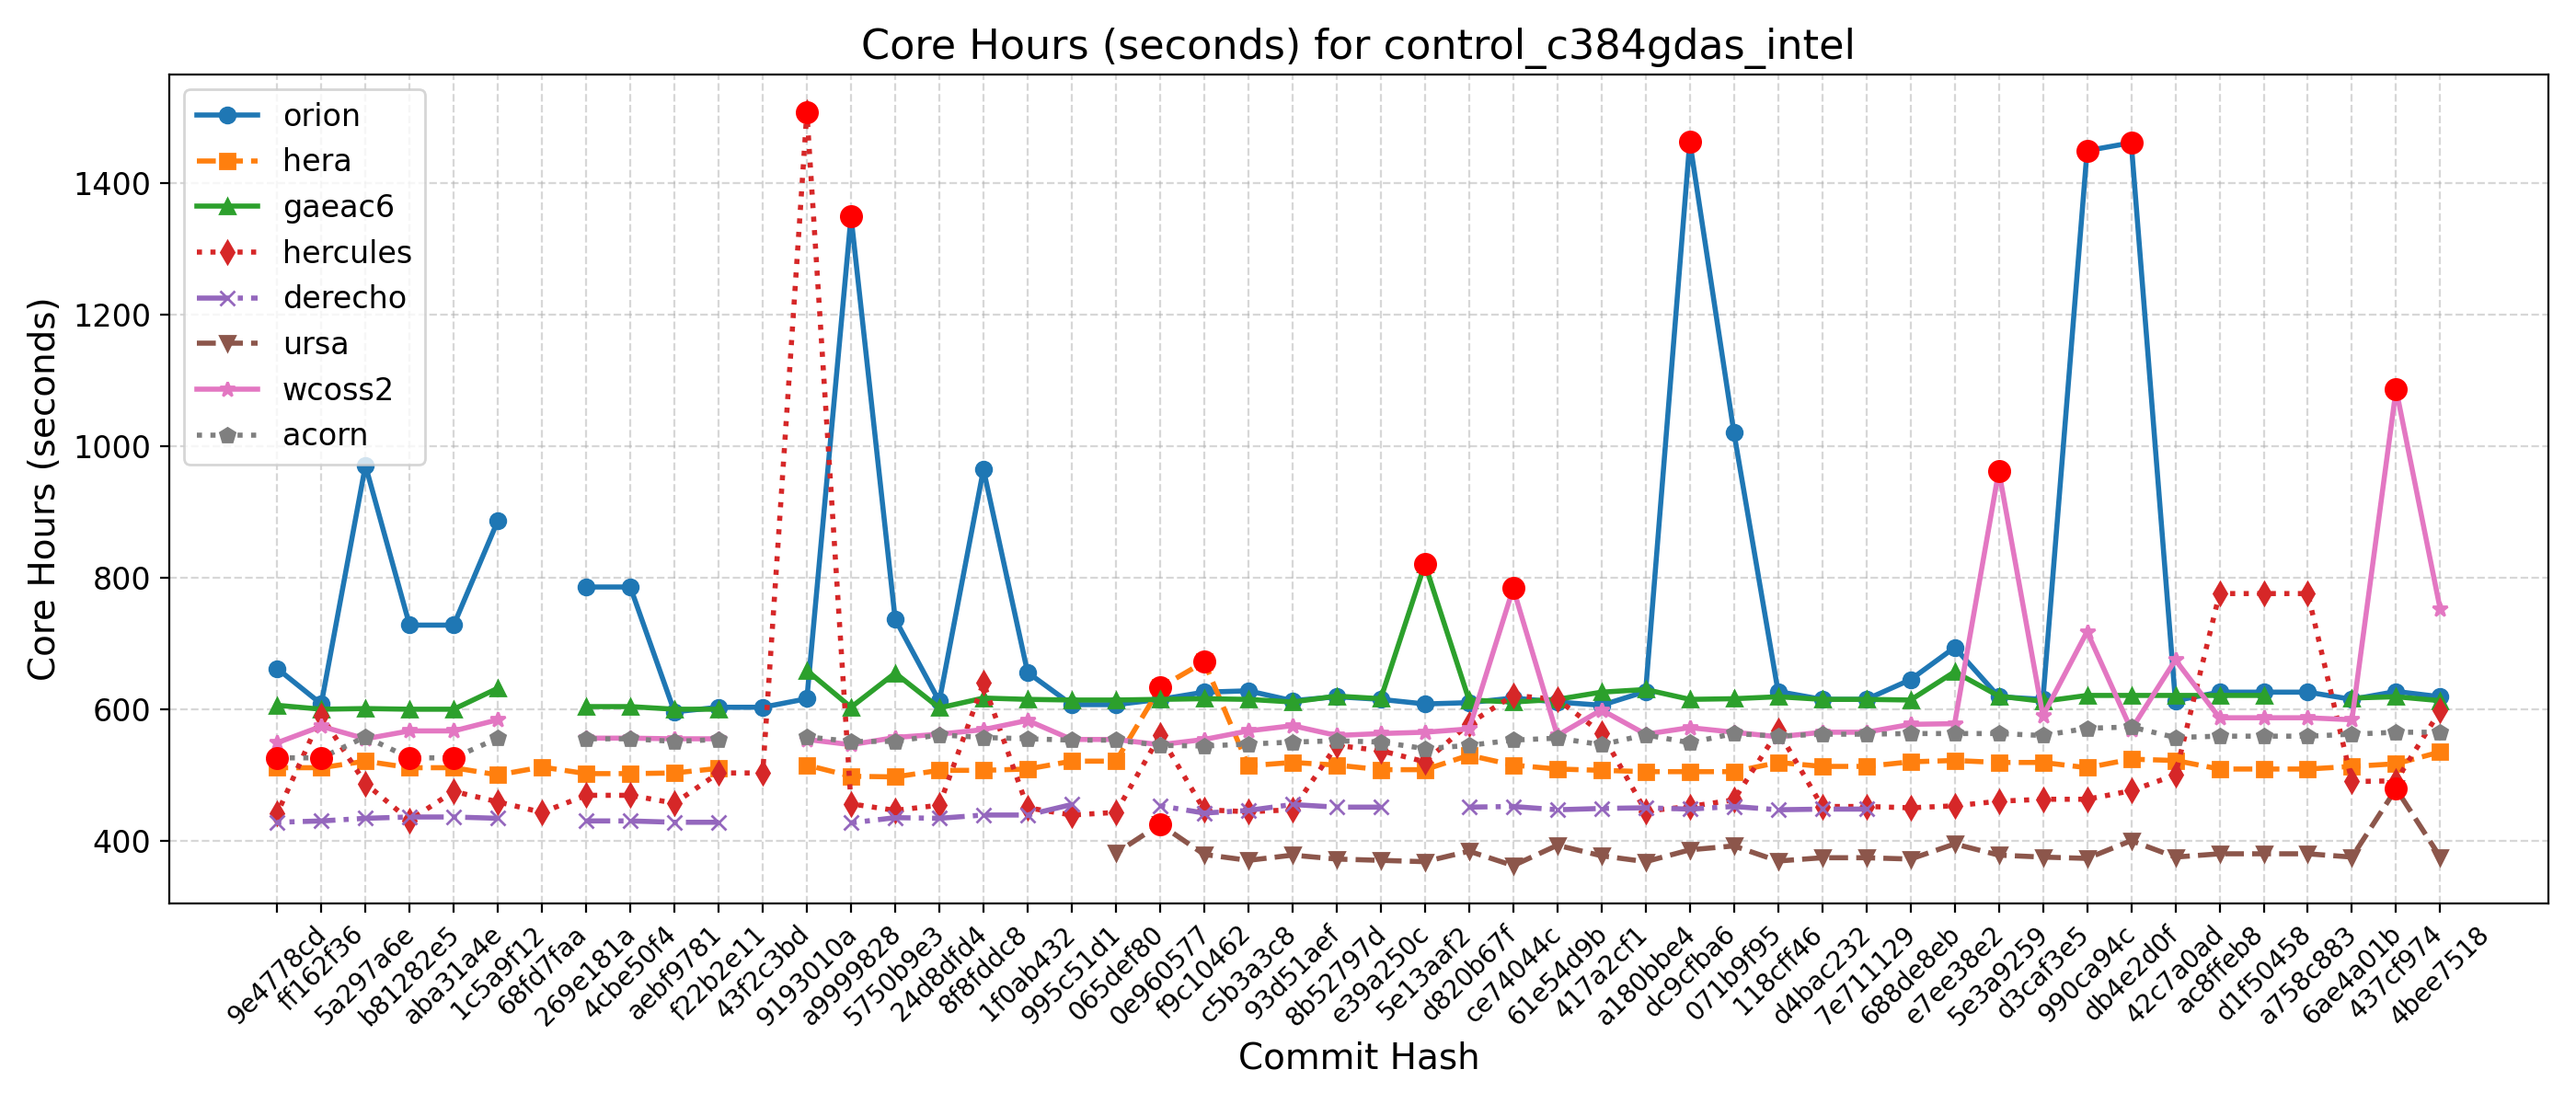 Core Hours (seconds) for control_c384gdas_intel
orion
hera
gaeac6
hercules
derecho
ursa
wcoss2
acorn
Core Hours (seconds)
1400
1200
1000
800
600
400
9e4778cd
ff162f36
5a297a6e
b81282e5
aba31a4e
1c5a9f12
68fd7faa
269e181a
4cbe50f4
aebf9781
f22b2e11
43f2c3bd
9193010a
a9999828
5750b9e3
24d8dfd4
8f8fddc8
1f0ab432
995c51d1
065def80
0e960577
f9c10462
c5b3a3c8
93d51aef
8b52797d
e39a250c
5e13aaf2
d820b67f
ce74044c
61e54d9b
417a2cf1
a180bbe4
dc9cfba6
071b9f95
118cff46
d4bac232
7e711129
688de8eb
e7ee38e2
5e3a9259
d3caf3e5
990ca94c
db4e2d0f
42c7a0ad
ac8ffeb8
d1f50458
a758c883
6ae4a01b
437cf974
4bee7518
Commit Hash